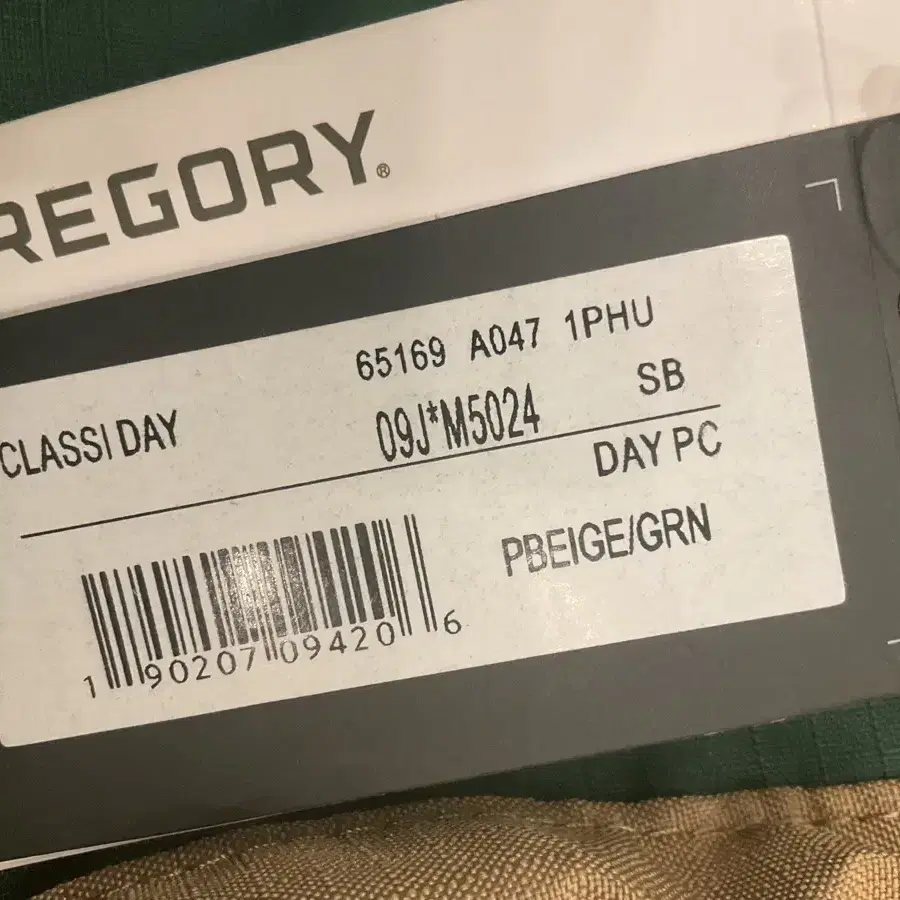 REGORY®
65169 A047 1PHU
CLASSI DAY 09J*M5024 SB
DAY PC
PBEIGE/GRN
1 90207 09420 6